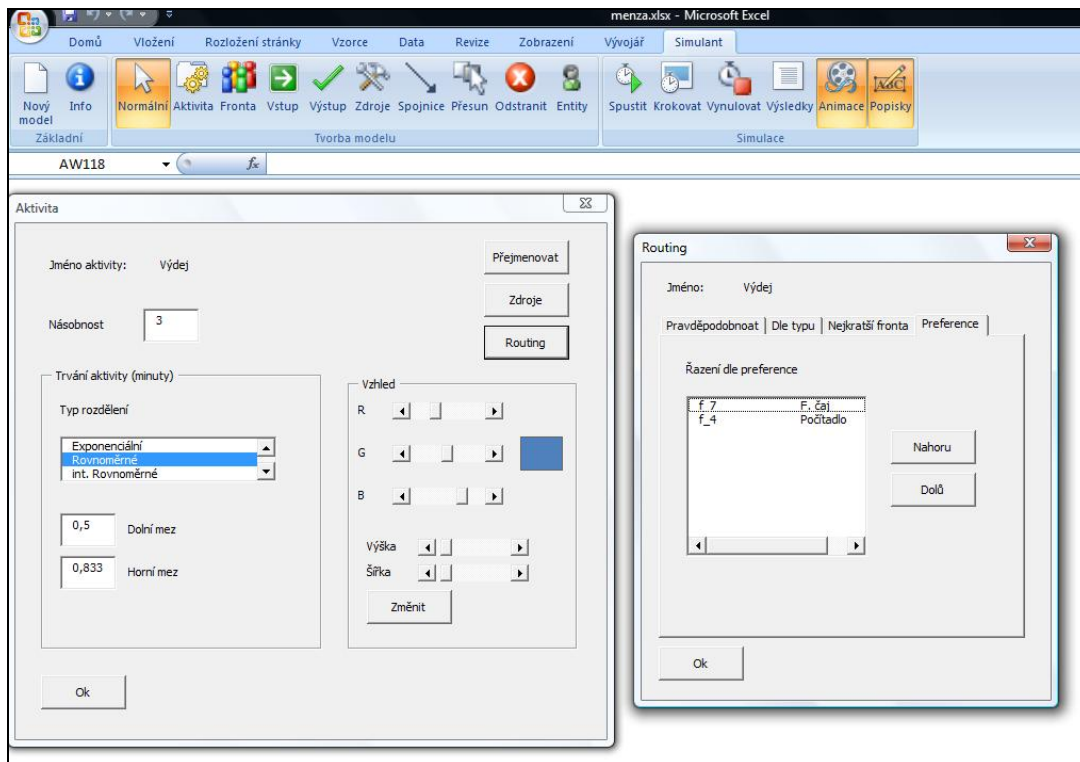 menza.xlsx - Microsoft Excel
Domů Vložení Rozložení stránky Vzorce Data Revize Zobrazení Vývojář Simulant
Nový model Info Normální Aktivita Fronta Vstup Výstup Zdroje Spojnice Přesun Odstranit Entity Spustit Krokovat Vynulovat Výsledky Animace Popisky
Základní Tvorba modelu Simulace
AW118 fx
Aktivita
Jméno aktivity: Výdej
Přejmenovat
Zdroje
Násobnost 3
Routing
Trvání aktivity (minuty)
Typ rozdělení
Exponenciální
Rovnoměrné
int. Rovnoměrné
0,5 Dolní mez
0,833 Horní mez
Vzhled
R
G
B
Výška
Šířka
Změnit
Ok
Routing
Jméno: Výdej
Pravděpodobnoat Dle typu Nejkratší fronta Preference
Řazení dle preference
f_7 F. čaj
f_4 Počítadlo
Nahoru
Dolů
Ok